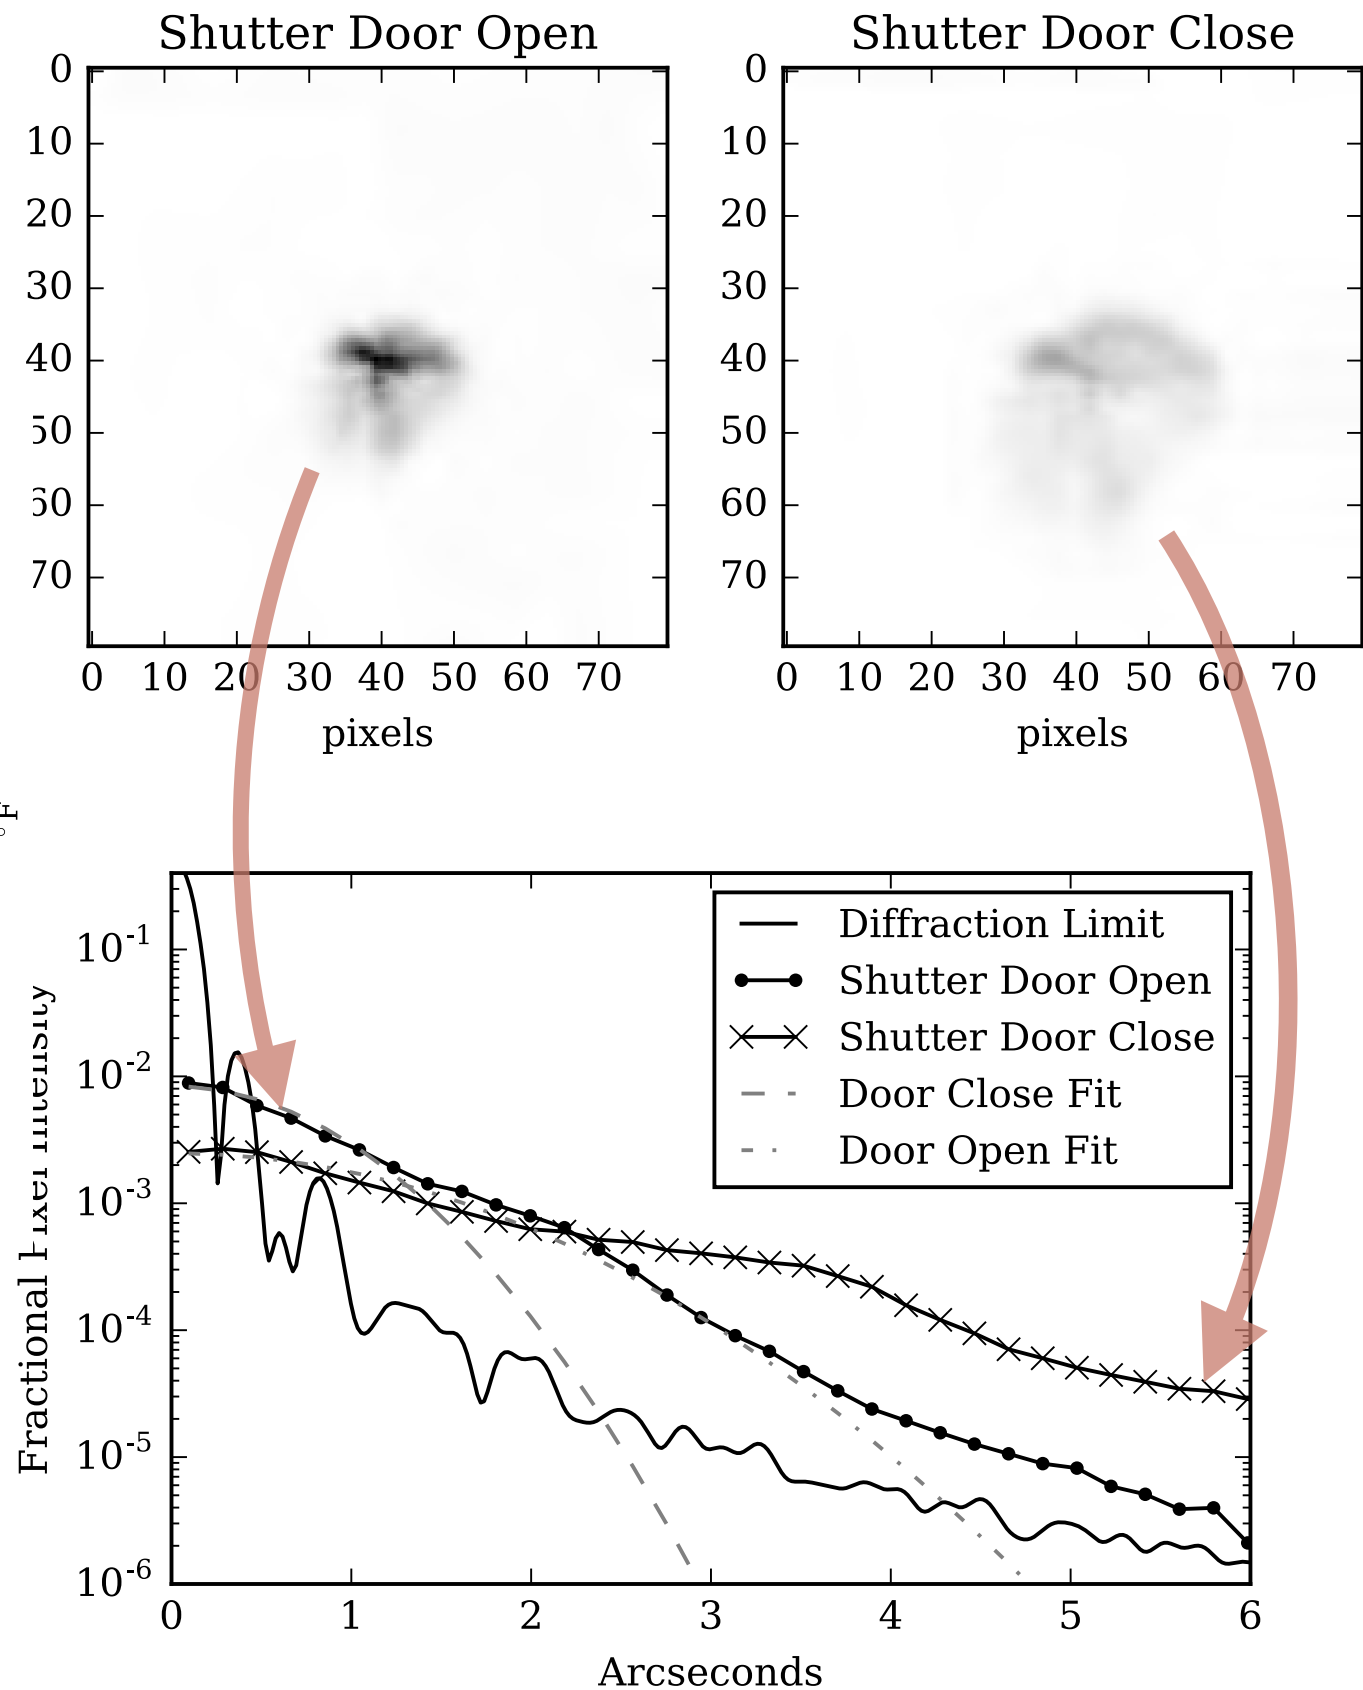 Shutter Door Open
Shutter Door Close
0
10
20
30
40
50
60
70
0
10
20
30
40
50
60
70
0 10 20 30 40 50 60 70
0 10 20 30 40 50 60 70
pixels
pixels
°F
Diffraction Limit
Shutter Door Open
Shutter Door Close
Door Close Fit
Door Open Fit
Fractional Pixel Intensity
10-1
10-2
10-3
10-4
10-5
10-6
0 1 2 3 4 5 6
Arcseconds